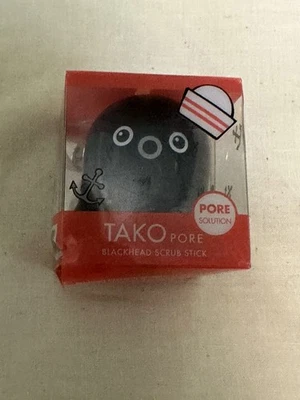 PORE
SOLUTION
TAKO PORE
BLACKHEAD SCRUB STICK